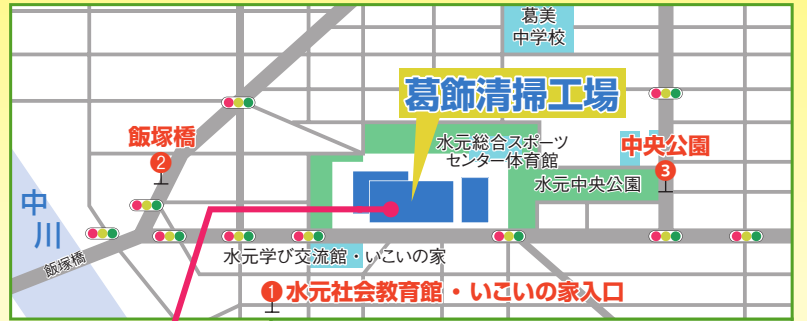 葛美
中学校
葛飾清掃工場
飯塚橋
2
水元総合スポーツ
センター体育館
中央公園
3
水元中央公園
中
川
飯塚橋
水元学び交流館・いこいの家
1 水元社会教育館・いこいの家入口